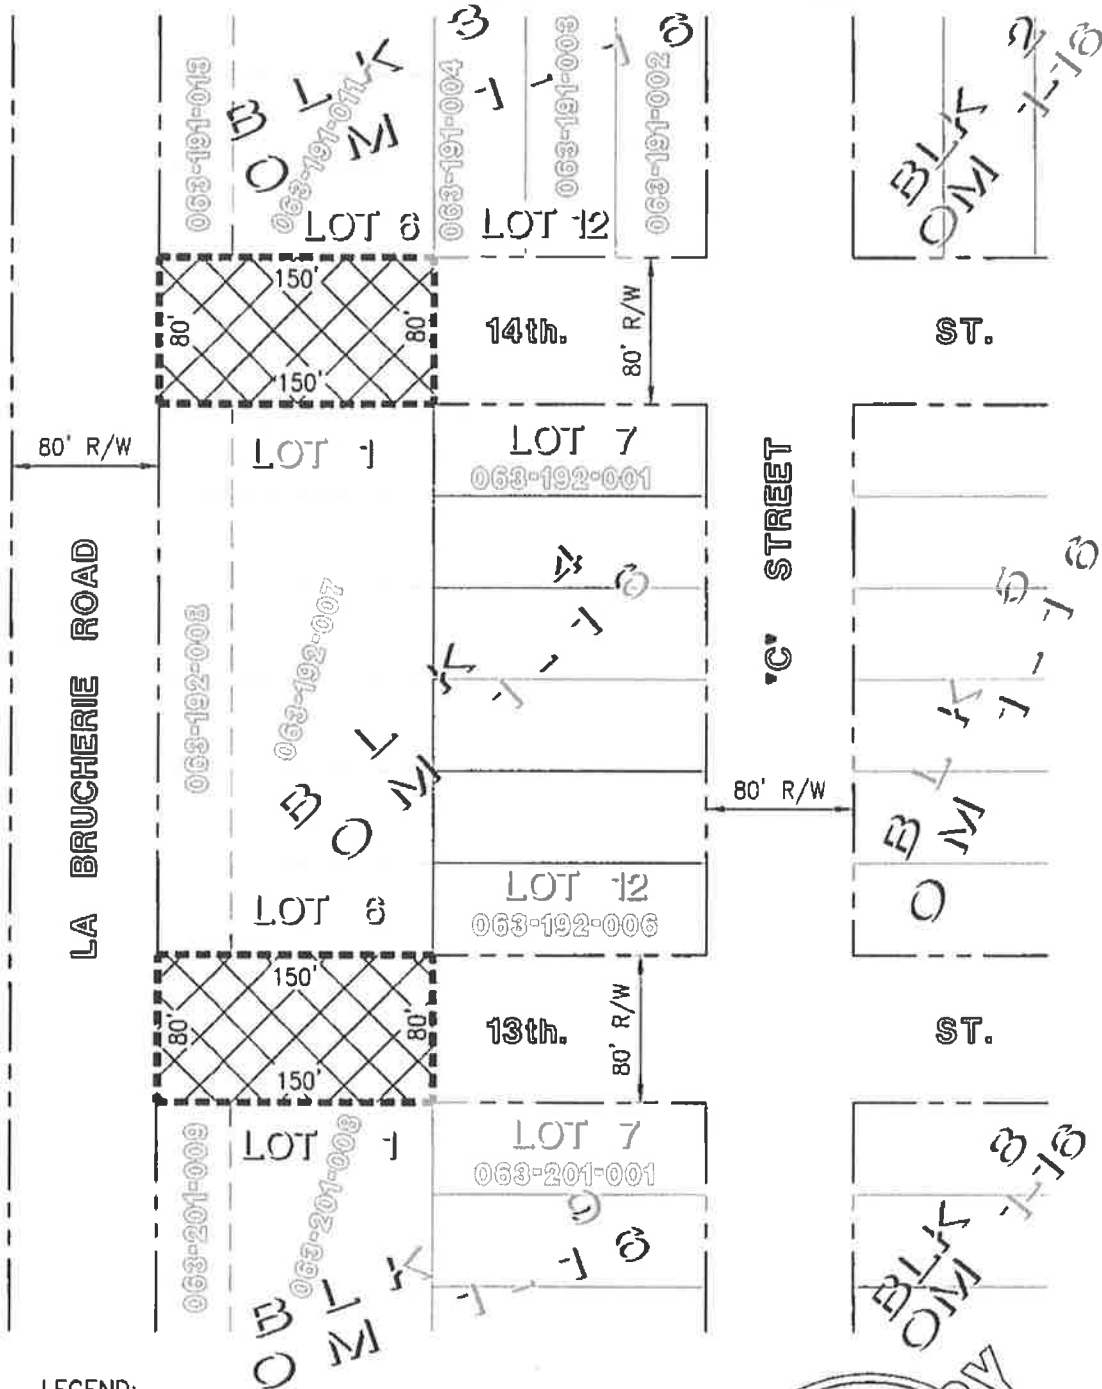 063-191-013
063-191-011
BLK 3
OM 1-16
063-191-004
063-191-003
063-191-002
BLK 2
OM 1-16
LOT 6
LOT 12
150'
80'
80'
150'
14th.
80' R/W
ST.
80' R/W
LOT 1
LOT 7
063-192-001
LA BRUCHERIE ROAD
063-192-008
063-192-007
BLK
OM 1-16
"C" STREET
80' R/W
BLK 6
OM 1-16
LOT 6
LOT 12
063-192-006
150'
80'
80'
150'
13th.
80' R/W
ST.
LOT 1
LOT 7
063-201-001
063-201-009
063-201-008
BLK 9
OM 1-16
BLK 8
OM 1-16
LEGEND: